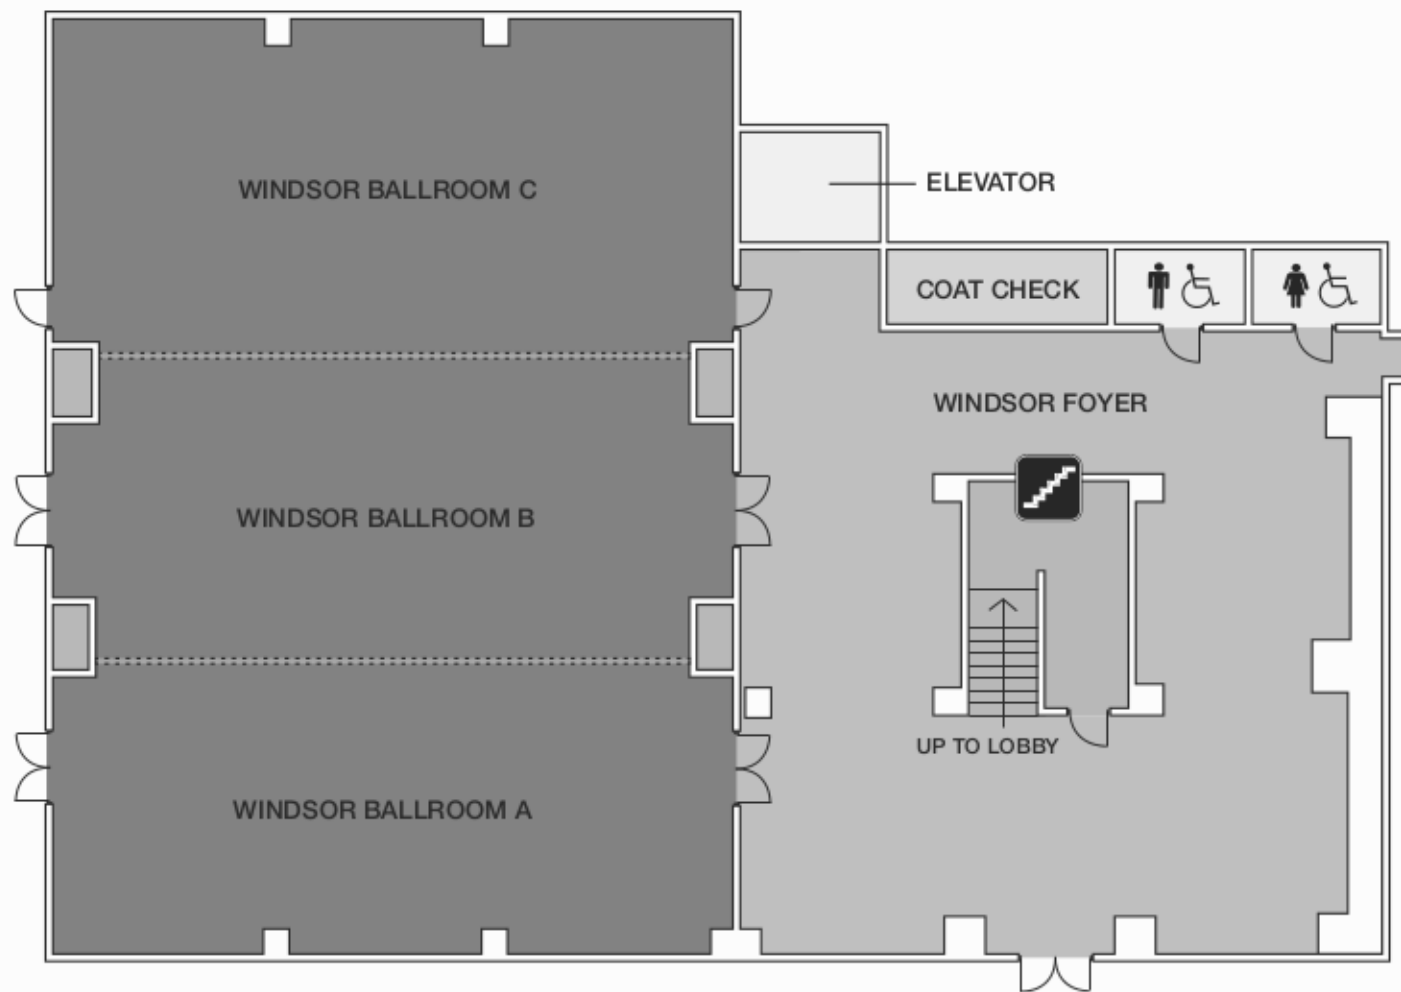 WINDSOR BALLROOM C
ELEVATOR
COAT CHECK
WINDSOR FOYER
WINDSOR BALLROOM B
UP TO LOBBY
WINDSOR BALLROOM A